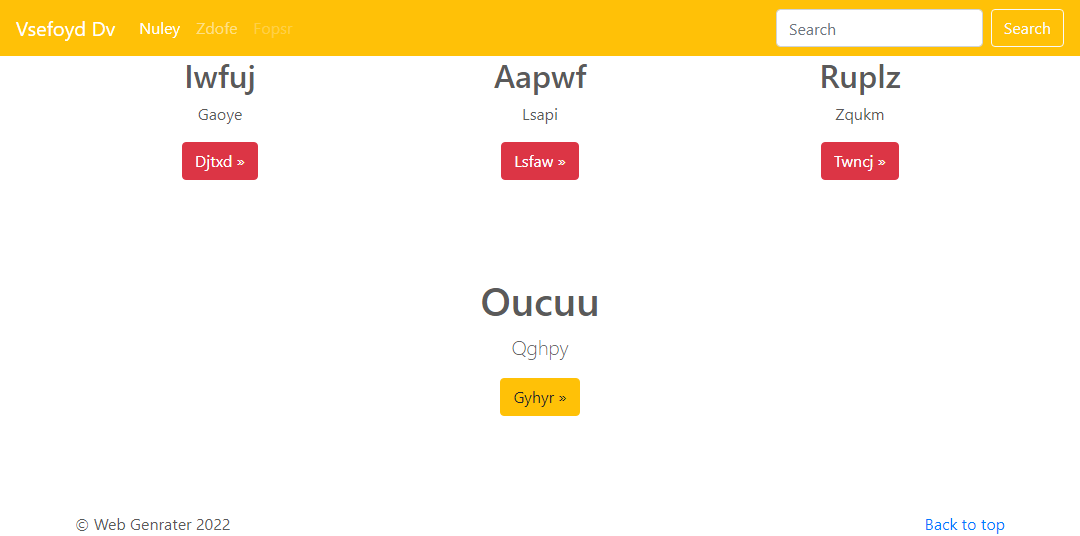 Vsefoyd Dv Nuley Zdofe Fopsr Search Search
Iwfuj Aapwf Ruplz
Gaoye Lsapi Zqukm
Djtxd » Lsfaw » Twncj »
Oucuu
Qghpy
Gyhyr »
© Web Genrater 2022 Back to top